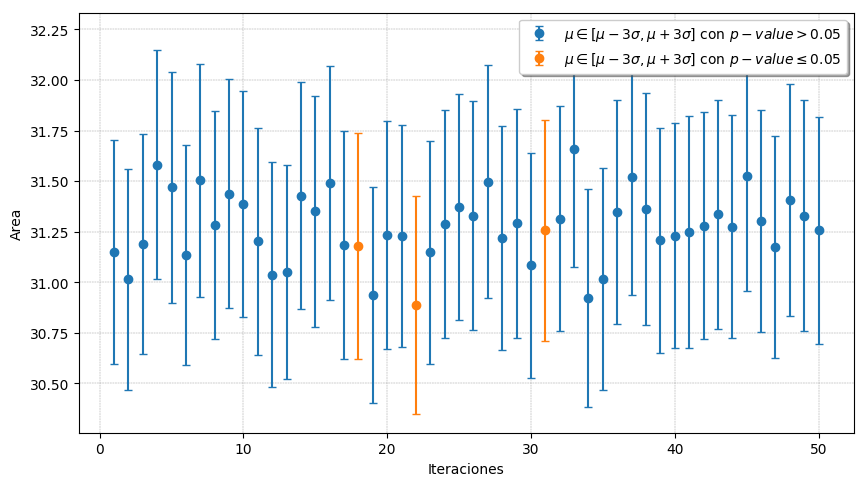 μ ∈ [μ − 3σ, μ + 3σ] con p − value > 0.05
μ ∈ [μ − 3σ, μ + 3σ] con p − value ≤ 0.05
32.25
32.00
31.75
31.50
31.25
31.00
30.75
30.50
Area
0 10 20 30 40 50
Iteraciones